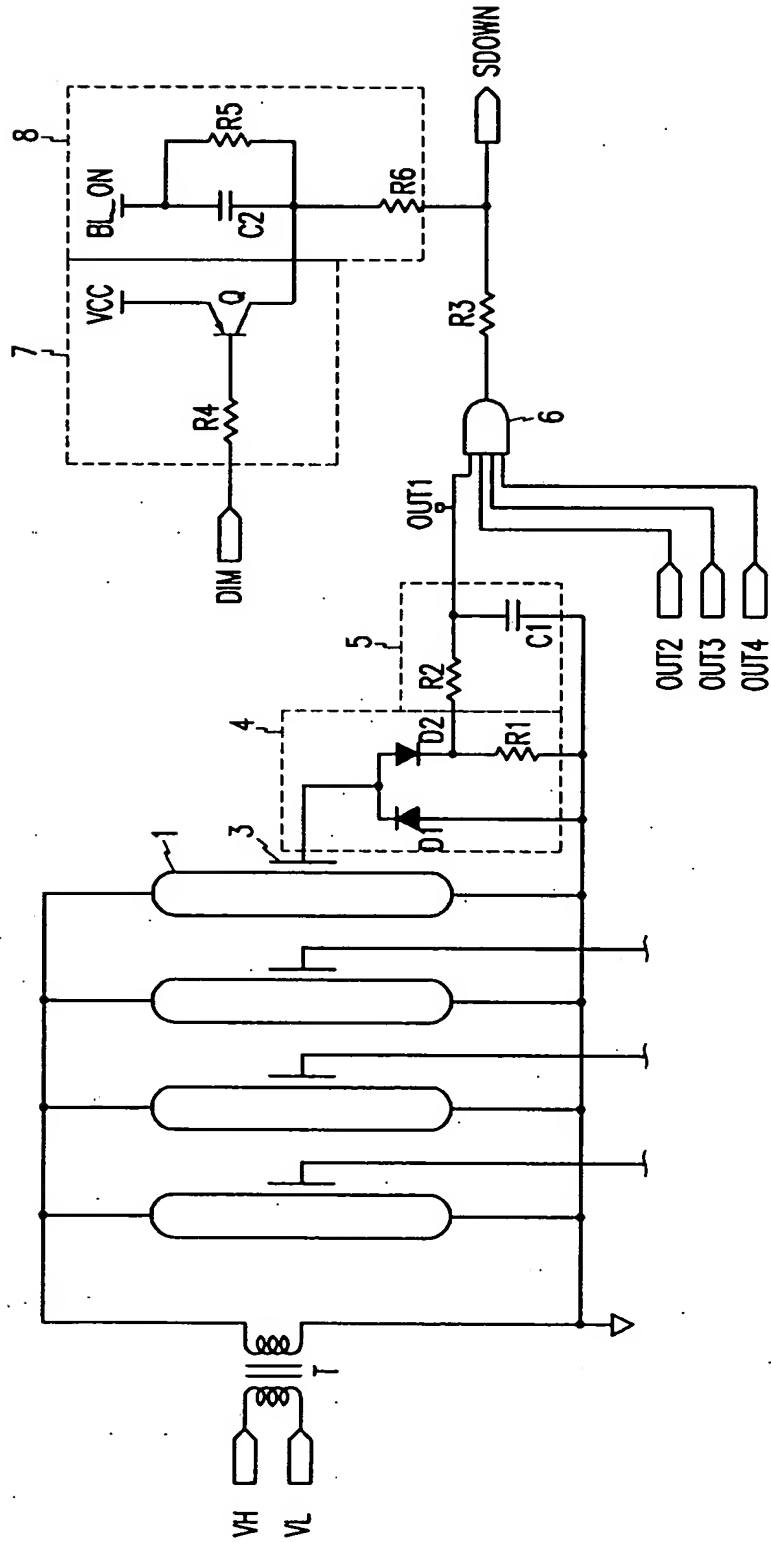 8
BL_ON
R5
C2
R6
SDOWN
7
VCC
Q
R4
DIM
R3
6
OUT1
OUT2
OUT3
OUT4
5
R2
C1
4
D2
R1
D1
3
1
T
VH
VL